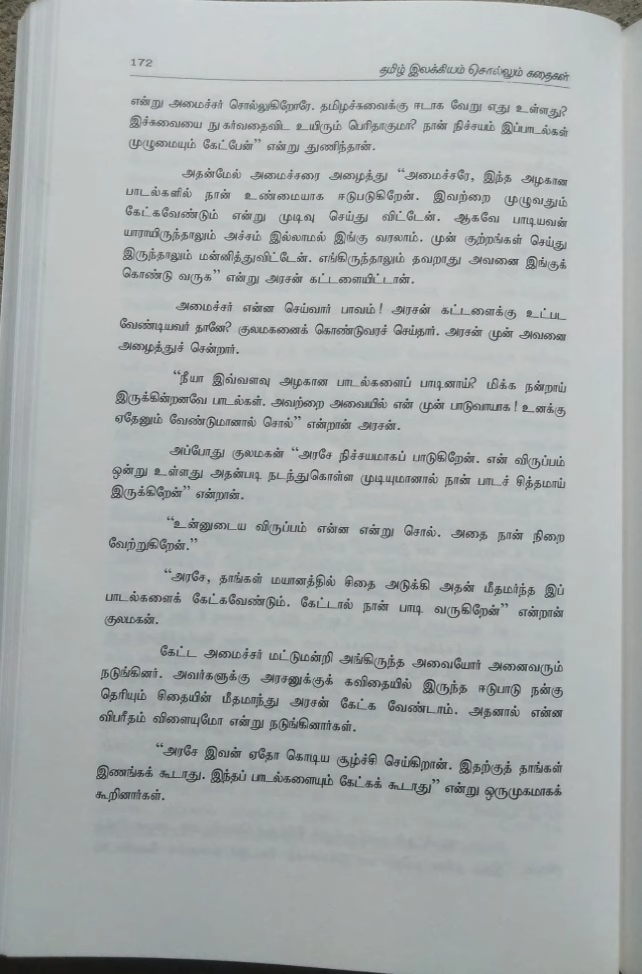 172
தமிழ் இலக்கியம் சொல்லும் கதைகள்
என்று அமைச்சர் சொல்லுகிறோரே. தமிழச்சுவைக்கு ஈடாக வேறு எது உள்ளது?
இச்சுவையை நுகர்வதைவிட உயிரும் பெரிதாகுமா? நான் நிச்சயம் இப்பாடல்கள்
முழுமையும் கேட்பேன்” என்று துணிந்தான்.
அதன்மேல் அமைச்சரை அழைத்து “அமைச்சரே, இந்த அழகான
பாடல்களில் நான் உண்மையாக ஈடுபடுகிறேன். இவற்றை முழுவதும்
கேட்கவேண்டும் என்று முடிவு செய்து விட்டேன். ஆகவே பாடியவன்
யாராயிருந்தாலும் அச்சம் இல்லாமல் இங்கு வரலாம். முன் குற்றங்கள் செய்து
இருந்தாலும் மன்னித்துவிட்டேன். எங்கிருந்தாலும் தவறாது அவனை இங்குக்
கொண்டு வருக” என்று அரசன் கட்டளையிட்டான்.
அமைச்சர் என்ன செய்வார் பாவம்! அரசன் கட்டளைக்கு உட்பட
வேண்டியவர் தானே? குலமகனைக் கொண்டுவரச் செய்தார். அரசன் முன் அவனை
அழைத்துச் சென்றார்.
“நீயா இவ்வளவு அழகான பாடல்களைப் பாடினாய்? மிக்க நன்றாய்
இருக்கின்றனவே பாடல்கள். அவற்றை அவையில் என் முன் பாடுவாயாக! உனக்கு
ஏதேனும் வேண்டுமானால் சொல்” என்றான் அரசன்.
அப்போது குலமகன் “அரசே நிச்சயமாகப் பாடுகிறேன். என் விருப்பம்
ஒன்று உள்ளது அதன்படி நடந்துகொள்ள முடியுமானால் நான் பாடச் சித்தமாய்
இருக்கிறேன்” என்றான்.
“உன்னுடைய விருப்பம் என்ன என்று சொல். அதை நான் நிறை
வேற்றுகிறேன்.”
“அரசே, தாங்கள் மயானத்தில் சிதை அடுக்கி அதன் மீதமர்ந்த இப்
பாடல்களைக் கேட்கவேண்டும். கேட்டால் நான் பாடி வருகிறேன்” என்றான்
குலமகன்.
கேட்ட அமைச்சர் மட்டுமன்றி அங்கிருந்த அவையோர் அனைவரும்
நடுங்கினர். அவர்களுக்கு அரசனுக்குக் கவிதையில் இருந்த ஈடுபாடு நன்கு
தெரியும் சிதையின் மீதமாந்து அரசன் கேட்க வேண்டாம். அதனால் என்ன
விபரீதம் விளையுமோ என்று நடுங்கினார்கள்.
“அரசே இவன் ஏதோ கொடிய சூழ்ச்சி செய்கிறான். இதற்குத் தாங்கள்
இணங்கக் கூடாது. இந்தப் பாடல்களையும் கேட்கக் கூடாது” என்று ஒருமுகமாகக்
கூறினார்கள்.